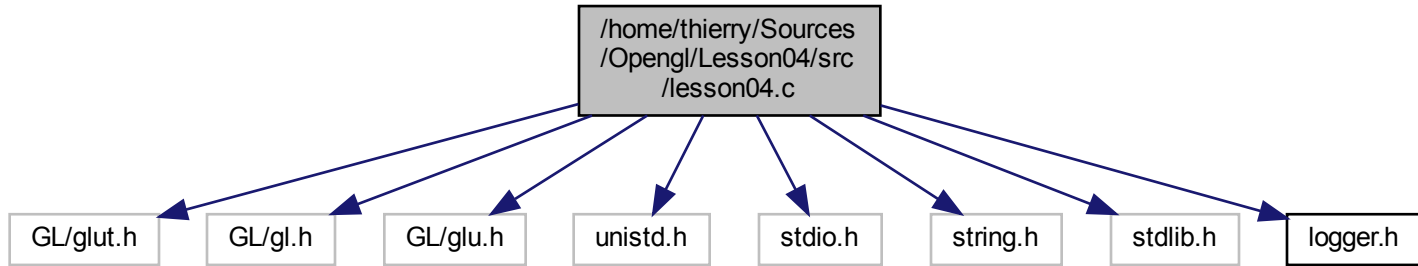 /home/thierry/Sources
/Opengl/Lesson04/src
/lesson04.c
GL/glut.h
GL/gl.h
GL/glu.h
unistd.h
stdio.h
string.h
stdlib.h
logger.h